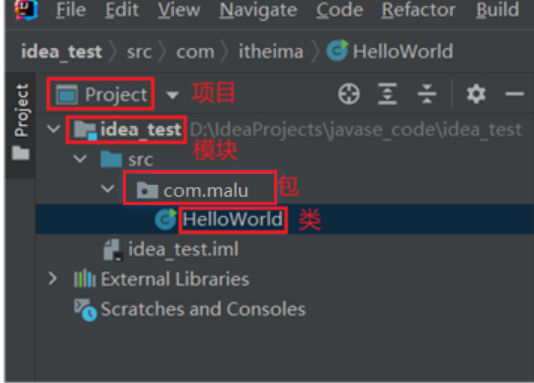 File Edit View Navigate Code Refactor Build
idea_test 〉 src 〉 com 〉 itheima 〉 HelloWorld
Project
Project 项目
idea_test D:\IdeaProjects\javase_code\idea_test
模块
src
com.malu 包
HelloWorld 类
idea_test.iml
External Libraries
Scratches and Consoles